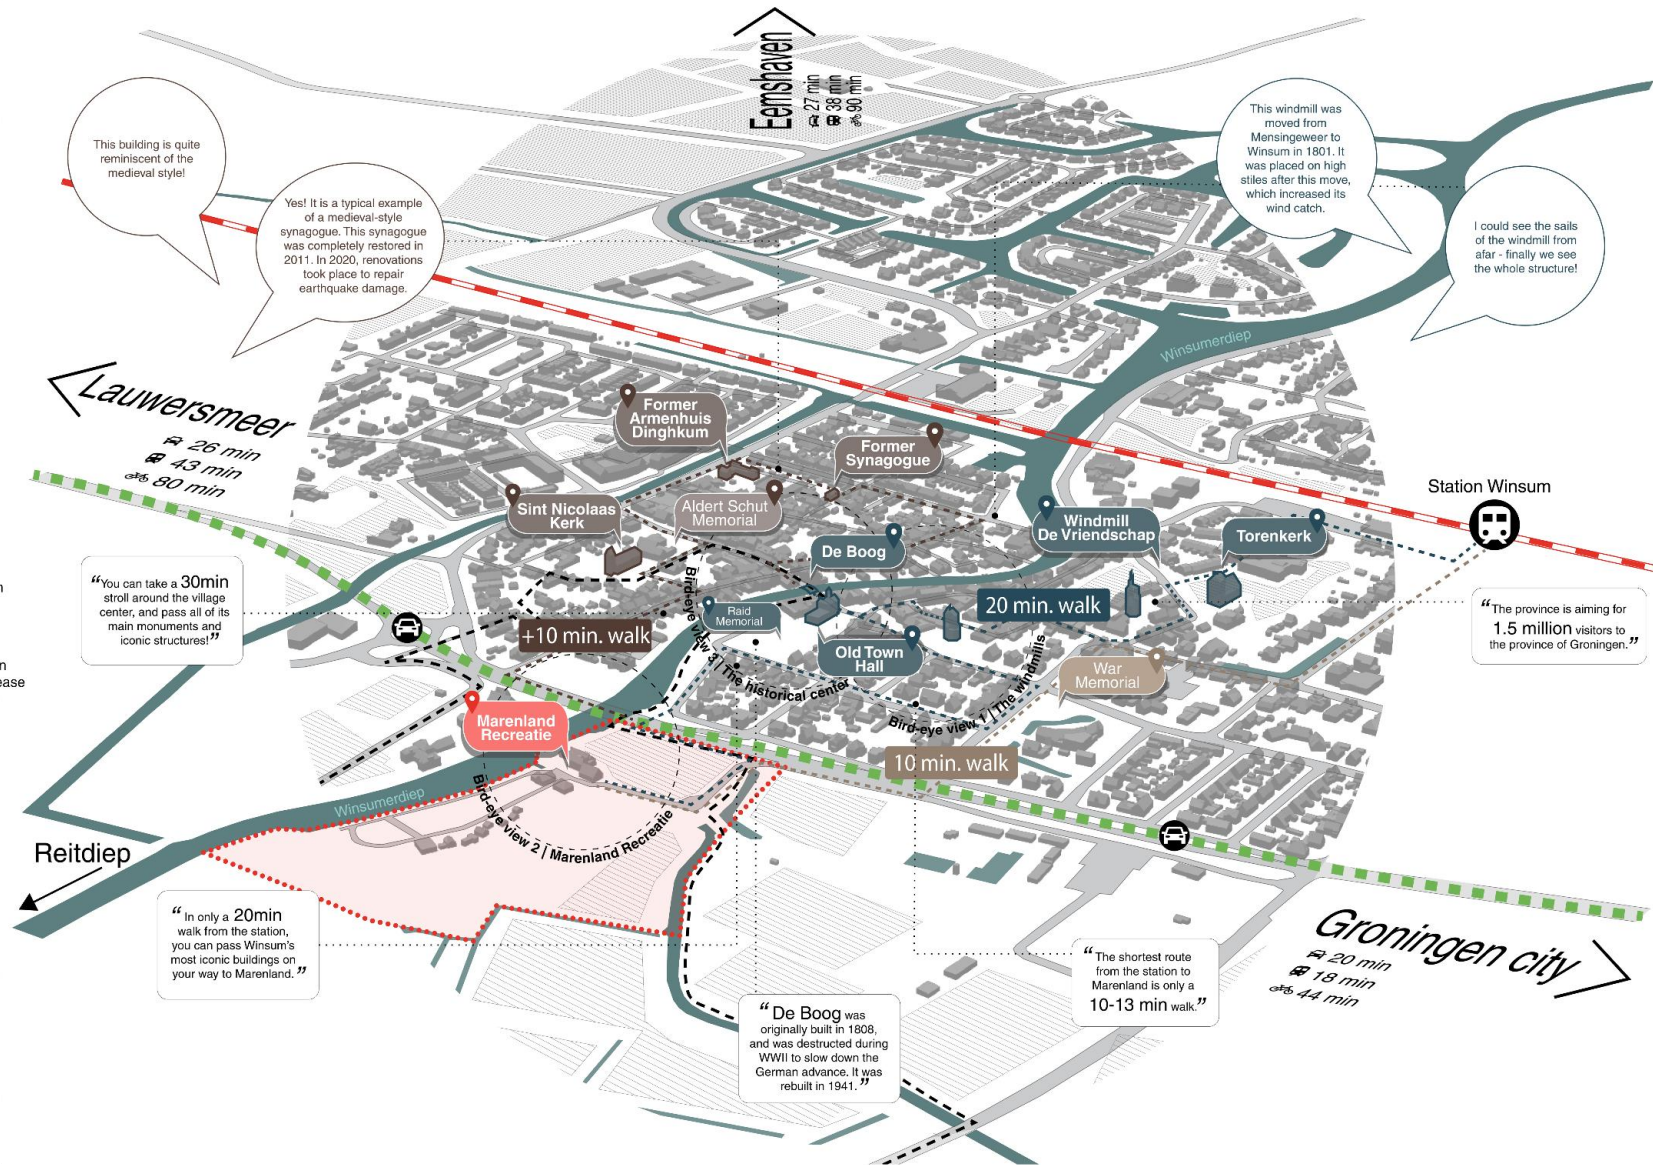 Eemshaven
27 min
38 min
90 min
This building is quite
reminiscent of the
medieval style!
Yes! It is a typical example
of a medieval-style
synagogue. This synagogue
was completely restored in
2011. In 2020, renovations
took place to repair
earthquake damage.
This windmill was
moved from
Mensingeweer to
Winsum in 1801. It
was placed on high
stiles after this move,
which increased its
wind catch.
I could see the sails
of the windmill from
afar - finally we see
the whole structure!
Winsumerdiep
Lauwersmeer
26 min
43 min
80 min
Former
Armenhuis
Dinghkum
Former
Synagogue
Sint Nicolaas
Kerk
Aldert Schut
Memorial
De Boog
Windmill
De Vriendschap
Torenkerk
Station Winsum
"You can take a 30min
stroll around the village
center, and pass all of its
main monuments and
iconic structures!"
n
n
ease
+10 min. walk
Raid
Memorial
20 min. walk
Old Town
Hall
War
Memorial
"The province is aiming for
1.5 million visitors to
the province of Groningen."
Bird-eye view 3 | The historical center
Bird-eye view 1 | The windmills
Marenland
Recreatie
10 min. walk
Winsumerdiep
Bird-eye view 2 | Marenland Recreatie
Reitdiep
"In only a 20min
walk from the station,
you can pass Winsum's
most iconic buildings on
your way to Marenland."
"De Boog was
originally built in 1808,
and was destructed during
WWII to slow down the
German advance. It was
rebuilt in 1941."
"The shortest route
from the station to
Marenland is only a
10-13 min walk."
Groningen city
20 min
18 min
44 min